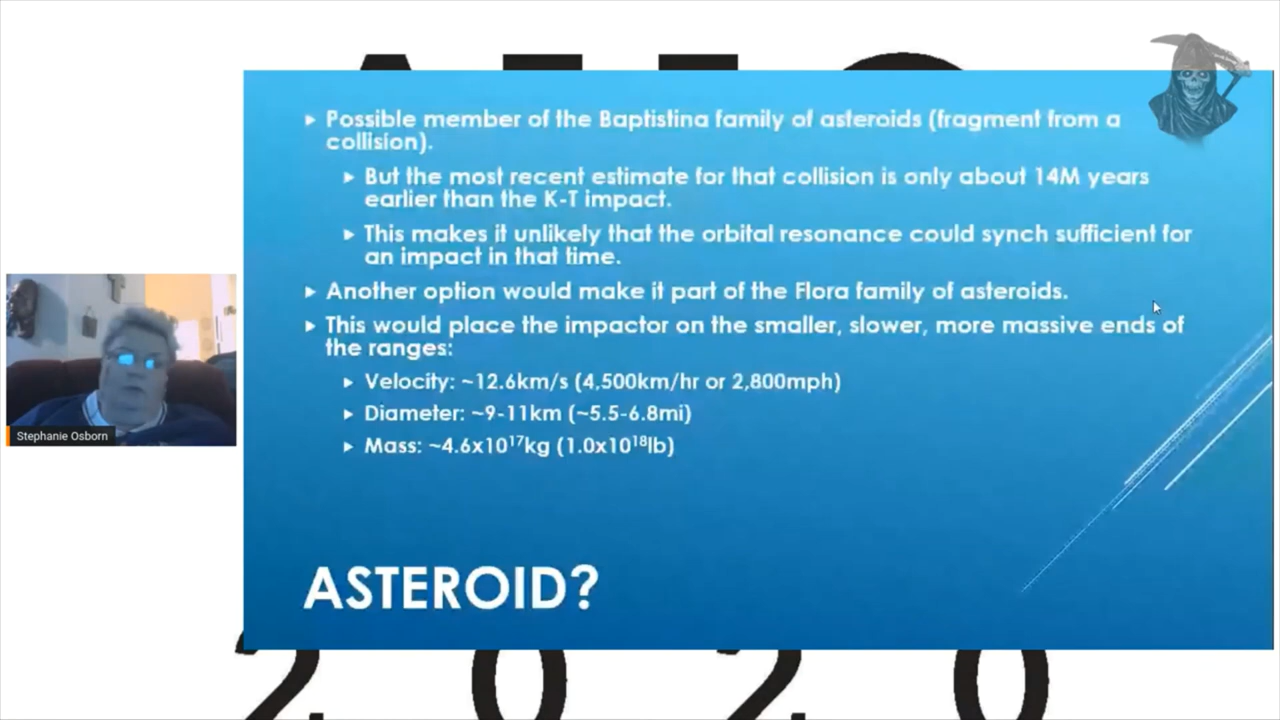 Possible member of the Baptistina family of asteroids (fragment from a
collision).
But the most recent estimate for that collision is only about 14M years
earlier than the K-T impact.
This makes it unlikely that the orbital resonance could synch sufficient for
an impact in that time.
Another option would make it part of the Flora family of asteroids.
This would place the impactor on the smaller, slower, more massive ends of
the ranges:
Velocity: ~12.6km/s (4,500km/hr or 2,800mph)
Diameter: ~9-11km (~5.5-6.8mi)
Mass: ~4.6x10¹⁷kg (1.0x10¹⁸lb)
ASTEROID?
Stephanie Osborn
2020